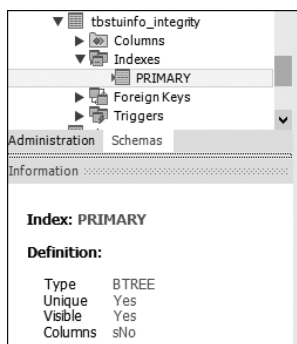 tbstuinfo_integrity
Columns
Indexes
PRIMARY
Foreign Keys
Triggers
Administration Schemas
Information
Index: PRIMARY
Definition:
Type BTREE
Unique Yes
Visible Yes
Columns sNo